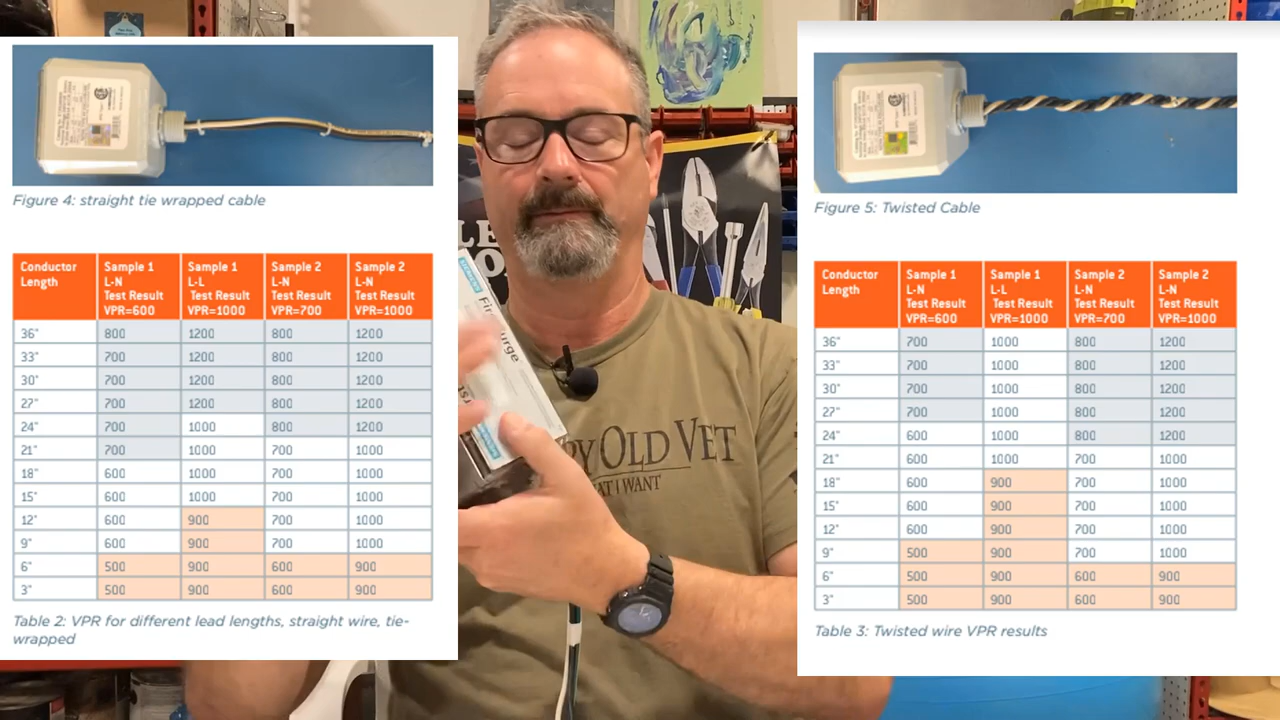 Figure 4: straight tie wrapped cable
Conductor Length | Sample 1 L-N Test Result VPR=600 | Sample 1 L-L Test Result VPR=1000 | Sample 2 L-N Test Result VPR=700 | Sample 2 L-N Test Result VPR=1000
36" 800 1200 800 1200
33" 700 1200 800 1200
30" 700 1200 800 1200
27" 700 1200 800 1200
24" 700 1000 800 1200
21" 700 1000 700 1000
18" 600 1000 700 1000
15" 600 1000 700 1000
12" 600 900 700 1000
9" 600 900 700 1000
6" 500 900 600 900
3" 500 900 600 900
Table 2: VPR for different lead lengths, straight wire, tie-
wrapped
OLD VET
WHAT I WANT
Figure 5: Twisted Cable
Conductor Length | Sample 1 L-N Test Result VPR=600 | Sample 1 L-L Test Result VPR=1000 | Sample 2 L-N Test Result VPR=700 | Sample 2 L-N Test Result VPR=1000
36" 700 1000 800 1200
33" 700 1000 800 1200
30" 700 1000 800 1200
27" 700 1000 800 1200
24" 600 1000 800 1200
21" 600 1000 700 1000
18" 600 900 700 1000
15" 600 900 700 1000
12" 600 900 700 1000
9" 500 900 700 1000
6" 500 900 600 900
3" 500 900 600 900
Table 3: Twisted wire VPR results